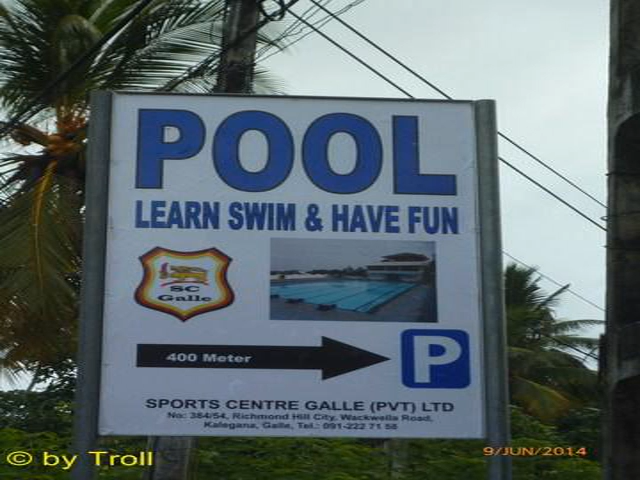 POOL
LEARN SWIM & HAVE FUN
SC
Galle
400 Meter
P
SPORTS CENTRE GALLE (PVT) LTD
No: 384/54, Richmond Hill City, Wackwella Road,
Kalegana, Galle, Tel.: 091-222 71 58
9/JUN/2014
© by Troll